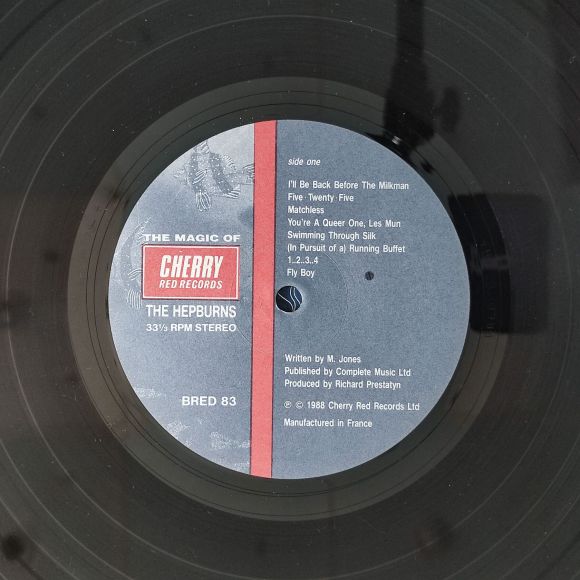 THE MAGIC OF
CHERRY
RED RECORDS
THE HEPBURNS
33⅓ RPM STEREO
BRED 83
side one
I'll Be Back Before The Milkman
Five Twenty Five
Matchless
You're A Queer One, Les Mun
Swimming Through Silk
(In Pursuit of a) Running Buffet
1..2..3..4
Fly Boy
Written by M. Jones
Published by Complete Music Ltd
Produced by Richard Prestatyn
℗ © 1988 Cherry Red Records Ltd
Manufactured in France